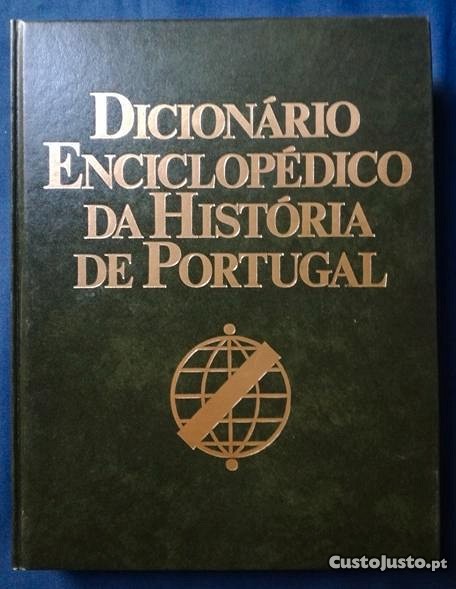 DICIONÁRIO
ENCICLOPÉDICO
DA HISTÓRIA
DE PORTUGAL
CustoJusto.pt